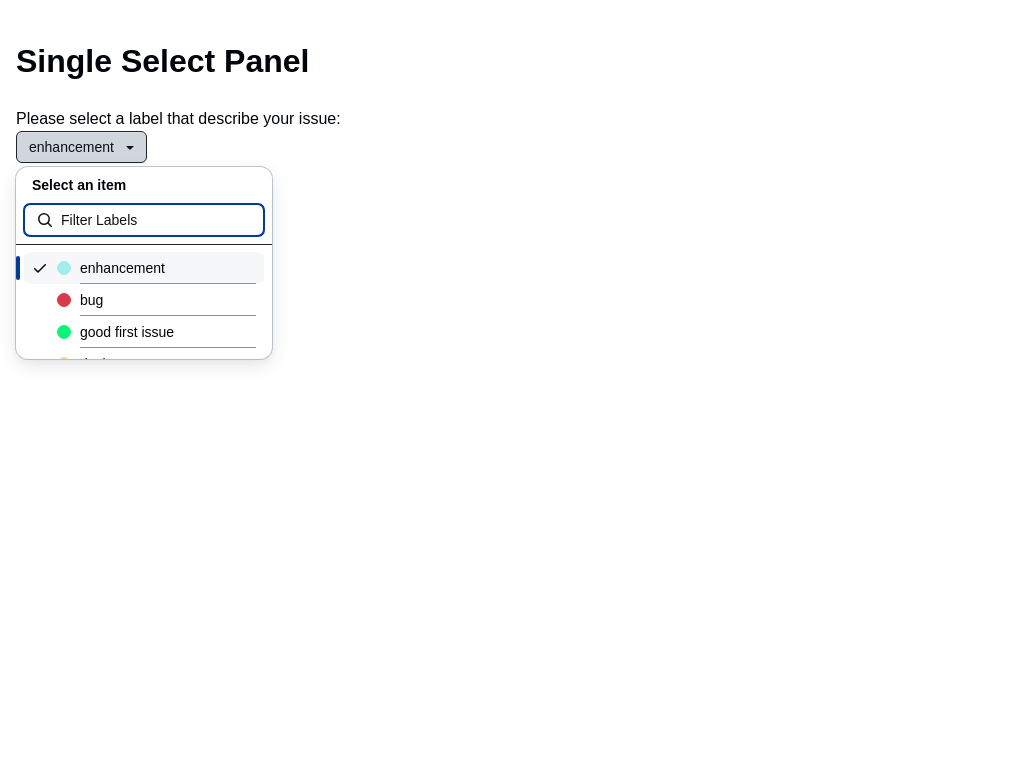 Single Select Panel
Please select a label that describe your issue:
enhancement
Select an item
Filter Labels
enhancement
bug
good first issue